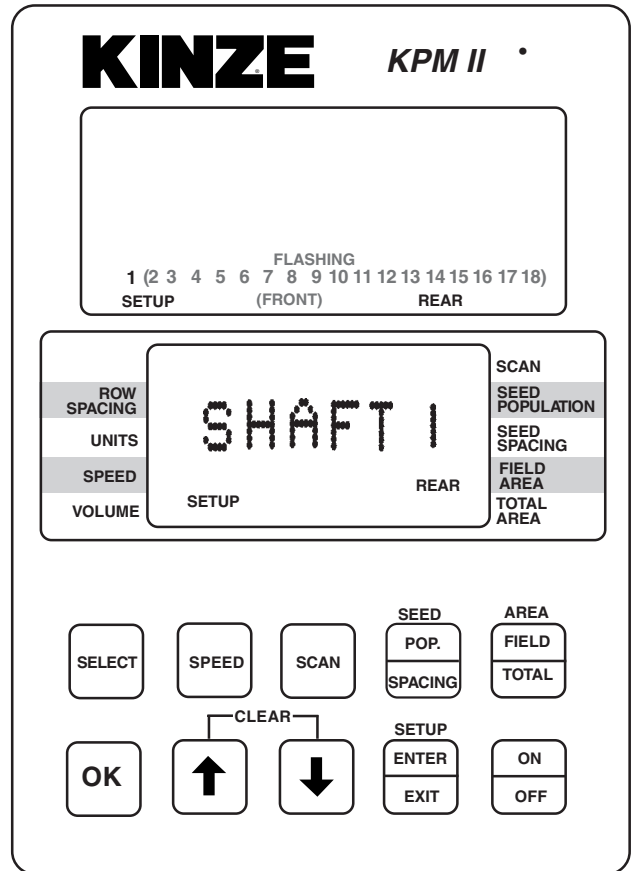 KINZE KPM II
FLASHING
1 (2 3 4 5 6 7 8 9 10 11 12 13 14 15 16 17 18)
SETUP (FRONT) REAR
SCAN
ROW SPACING
SEED POPULATION
UNITS
SEED SPACING
SPEED
FIELD AREA
VOLUME
TOTAL AREA
SHAFT 1
SETUP REAR
SELECT
SPEED
SCAN
SEED
POP.
SPACING
AREA
FIELD
TOTAL
CLEAR
OK
SETUP
ENTER
EXIT
ON
OFF